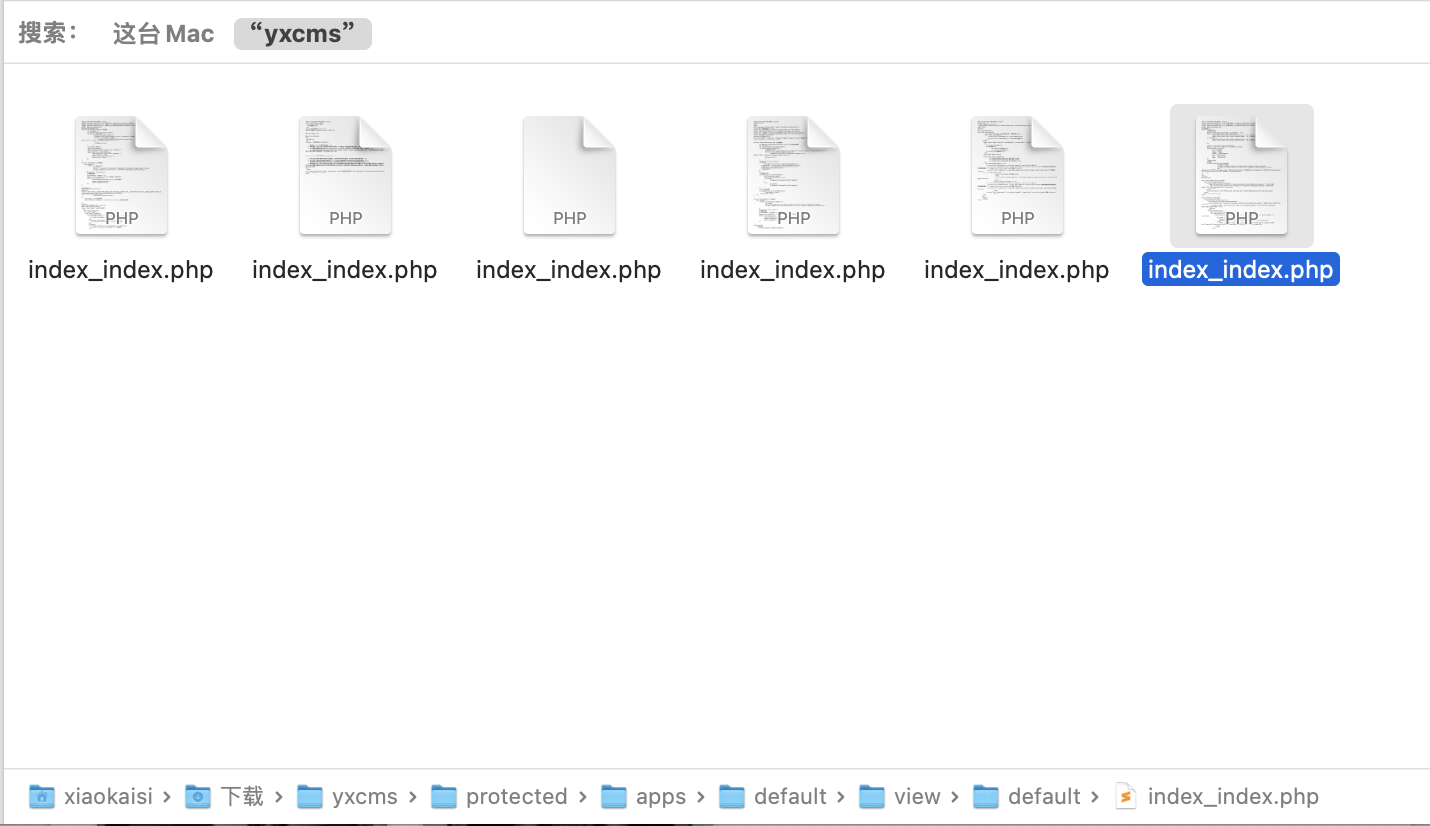 搜索： 这台 Mac “yxcms”
PHP PHP PHP PHP PHP PHP
index_index.php index_index.php index_index.php index_index.php index_index.php index_index.php
xiaokaisi › 下载 › yxcms › protected › apps › default › view › default › index_index.php